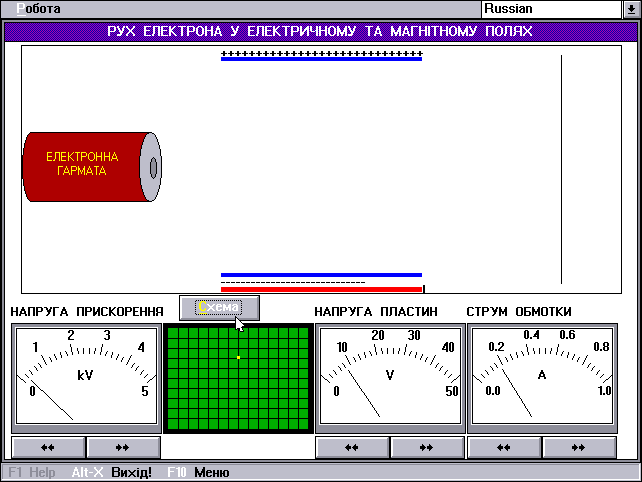 Робота
Russian
РУХ ЕЛЕКТРОНА У ЕЛЕКТРИЧНОМУ ТА МАГНІТНОМУ ПОЛЯХ
ЕЛЕКТРОННА
ГАРМАТА
Схема
НАПРУГА ПРИСКОРЕННЯ
НАПРУГА ПЛАСТИН
СТРУМ ОБМОТКИ
0 1 2 3 4 5
kV
0 10 20 30 40 50
V
0.0 0.2 0.4 0.6 0.8 1.0
A
F1 Help Alt-X Вихід! F10 Меню